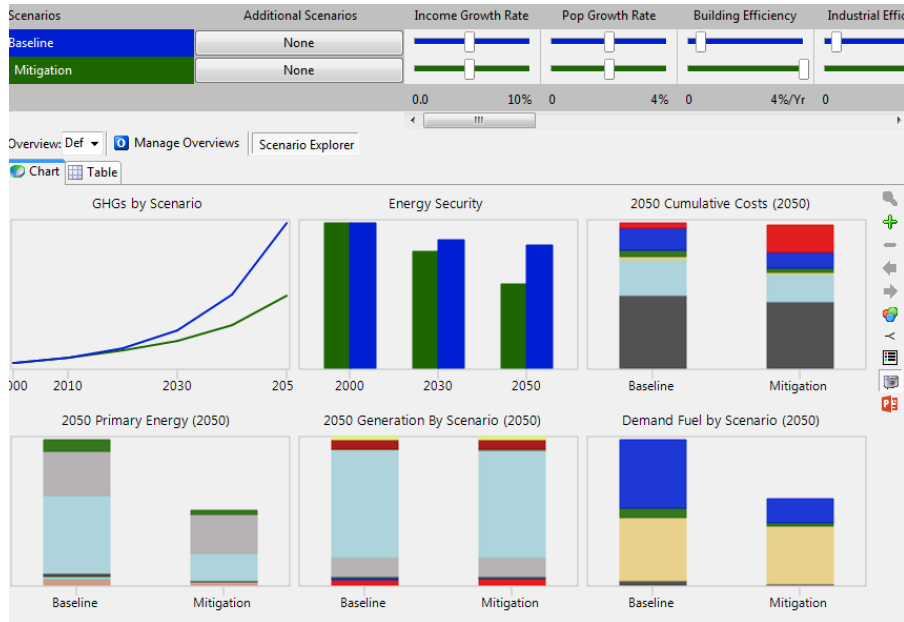 Scenarios Additional Scenarios Income Growth Rate Pop Growth Rate Building Efficiency Industrial Effic
Baseline None
Mitigation None
0.0 10% 0 4% 0 4%/Yr 0
Overview: Def Manage Overviews Scenario Explorer
Chart Table
GHGs by Scenario Energy Security 2050 Cumulative Costs (2050)
000 2010 2030 205 2000 2030 2050 Baseline Mitigation
2050 Primary Energy (2050) 2050 Generation By Scenario (2050) Demand Fuel by Scenario (2050)
Baseline Mitigation Baseline Mitigation Baseline Mitigation